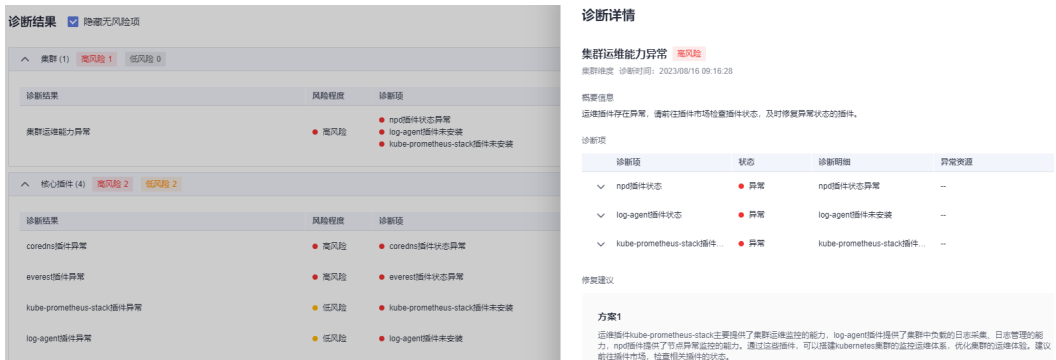 诊断结果 隐藏无风险项
集群 (1) 高风险 1 低风险 0
诊断结果 风险程度 诊断项
集群运维能力异常 高风险 npd插件状态异常
log-agent插件未安装
kube-prometheus-stack插件未安装
核心插件 (4) 高风险 2 低风险 2
诊断结果 风险程度 诊断项
coredns插件异常 高风险 coredns插件状态异常
everest插件异常 高风险 everest插件状态异常
kube-prometheus-stack插件异常 低风险 kube-prometheus-stack插件未安装
log-agent插件异常 低风险 log-agent插件未安装
诊断详情
集群运维能力异常 高风险
集群维度 诊断时间：2023/08/16 09:16:28
概要信息
运维插件存在异常，请前往插件市场检查插件状态，及时修复异常状态的插件。
诊断项
诊断项 状态 诊断明细 异常资源
npd插件状态 异常 npd插件状态异常 --
log-agent插件状态 异常 log-agent插件未安装 --
kube-prometheus-stack插件... 异常 kube-prometheus-stack插件... --
修复建议
方案1
运维插件kube-prometheus-stack主要提供了集群运维监控的能力，log-agent插件提供了集群中负载的日志采集、日志管理的能
力，npd插件提供了节点异常监控的能力。通过这些插件，可以搭建kubernetes集群的监控运维体系，优化集群的运维体验。建议
前往插件市场，检查相关插件的状态。